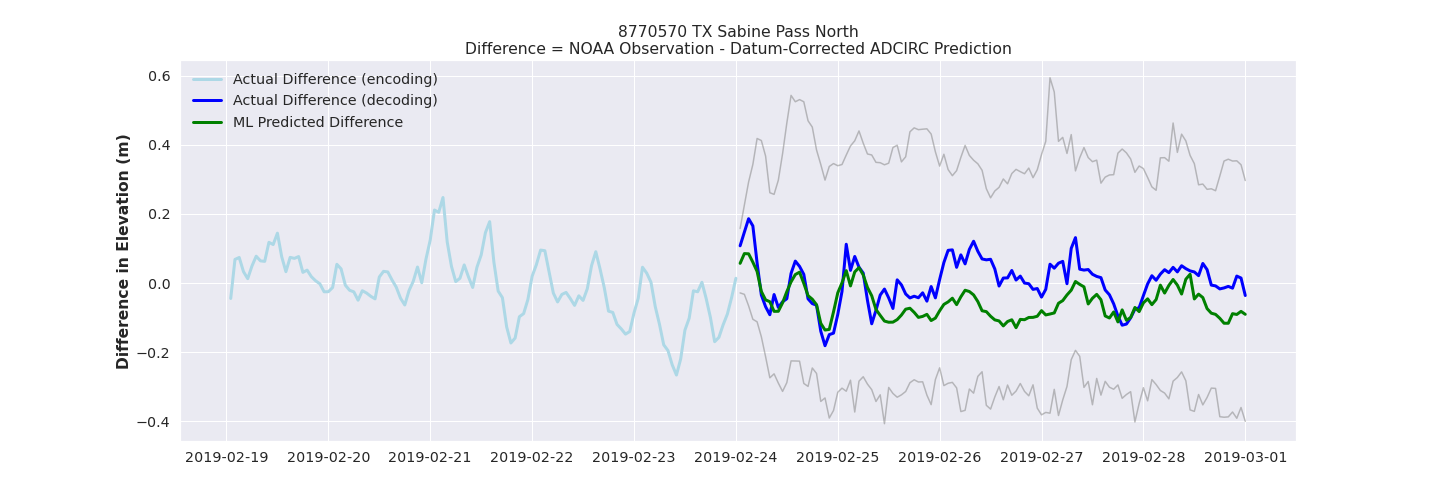 8770570 TX Sabine Pass North
Difference = NOAA Observation - Datum-Corrected ADCIRC Prediction
Actual Difference (encoding)
Actual Difference (decoding)
ML Predicted Difference
Difference in Elevation (m)
0.6
0.4
0.2
0.0
−0.2
−0.4
2019-02-19 2019-02-20 2019-02-21 2019-02-22 2019-02-23 2019-02-24 2019-02-25 2019-02-26 2019-02-27 2019-02-28 2019-03-01